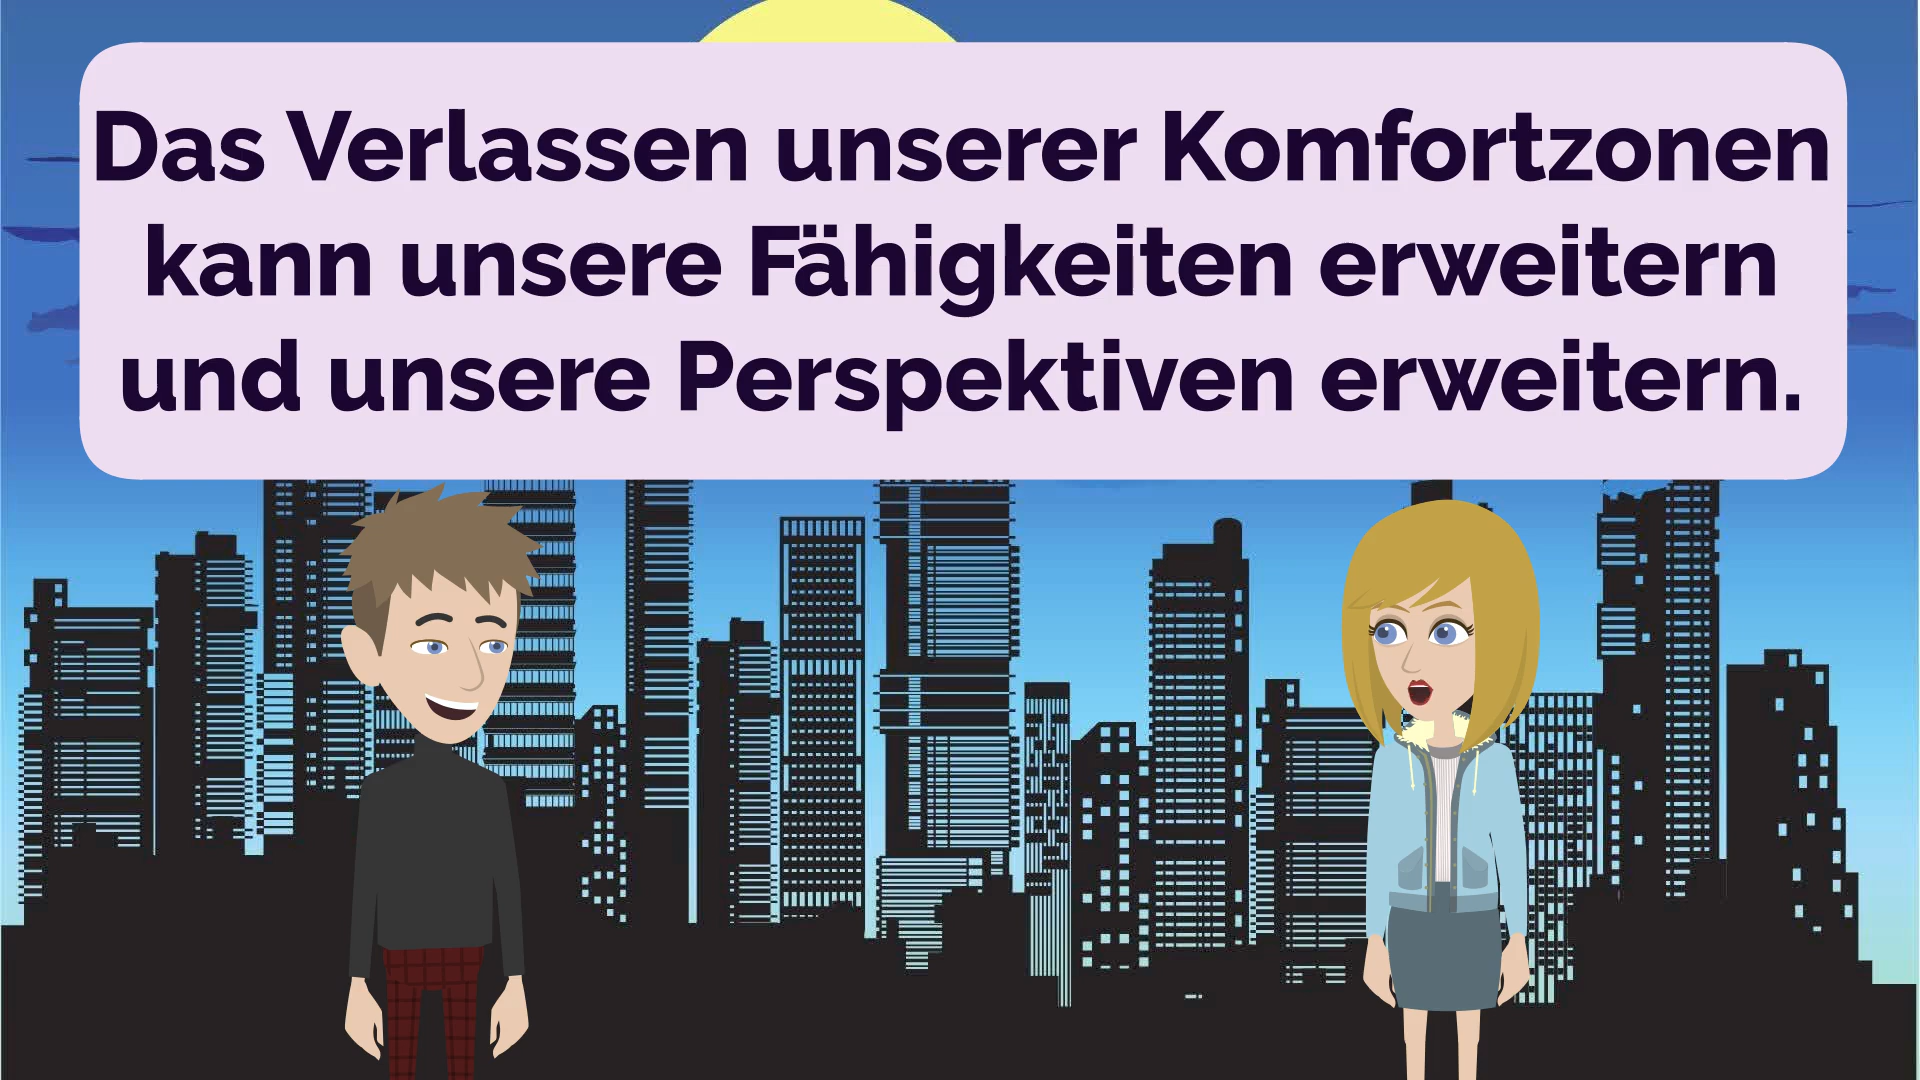 Das Verlassen unserer Komfortzonen
kann unsere Fähigkeiten erweitern
und unsere Perspektiven erweitern.